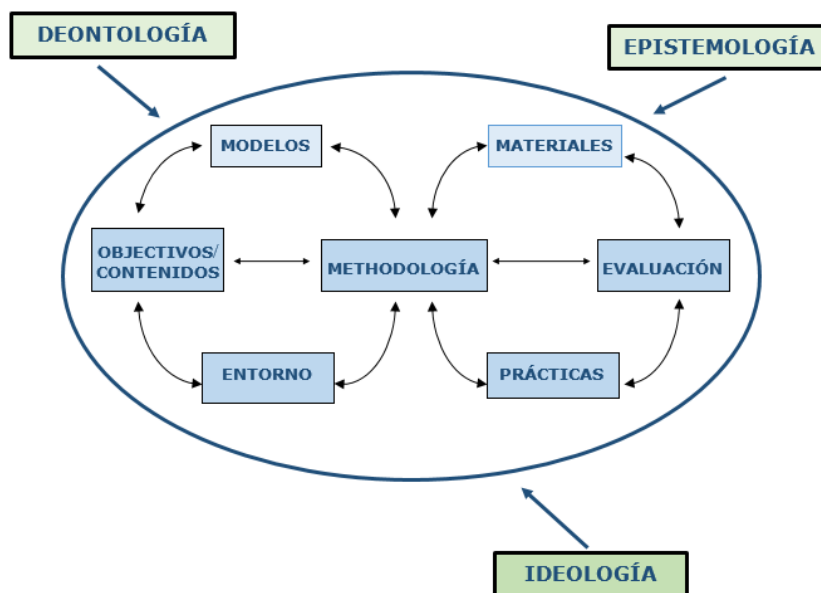 DEONTOLOGÍA
EPISTEMOLOGÍA
MODELOS
MATERIALES
OBJECTIVOS/
CONTENIDOS
METHODOLOGÍA
EVALUACIÓN
ENTORNO
PRÁCTICAS
IDEOLOGÍA